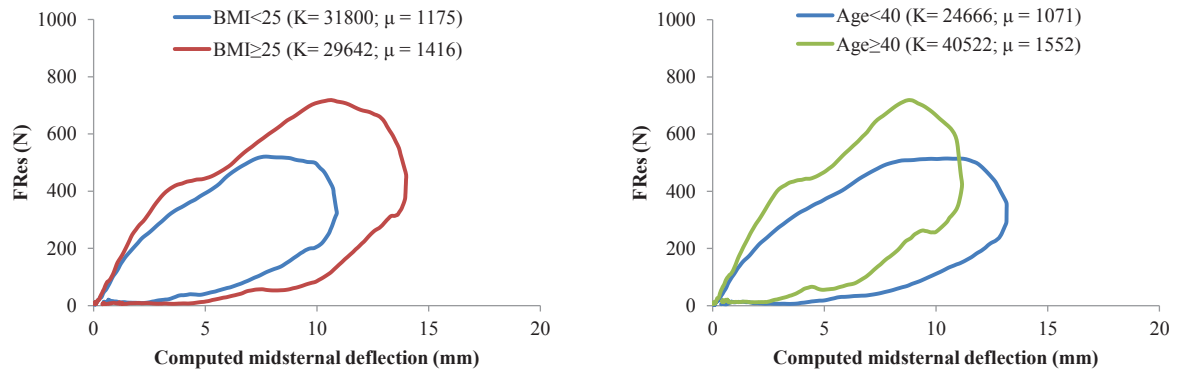 BMI<25 (K= 31800; μ = 1175)
BMI≥25 (K= 29642; μ = 1416)
1000
800
600
400
200
0
FRes (N)
0 5 10 15 20
Computed midsternal deflection (mm)
Age<40 (K= 24666; μ = 1071)
Age≥40 (K= 40522; μ = 1552)
1000
800
600
400
200
0
FRes (N)
0 5 10 15 20
Computed midsternal deflection (mm)